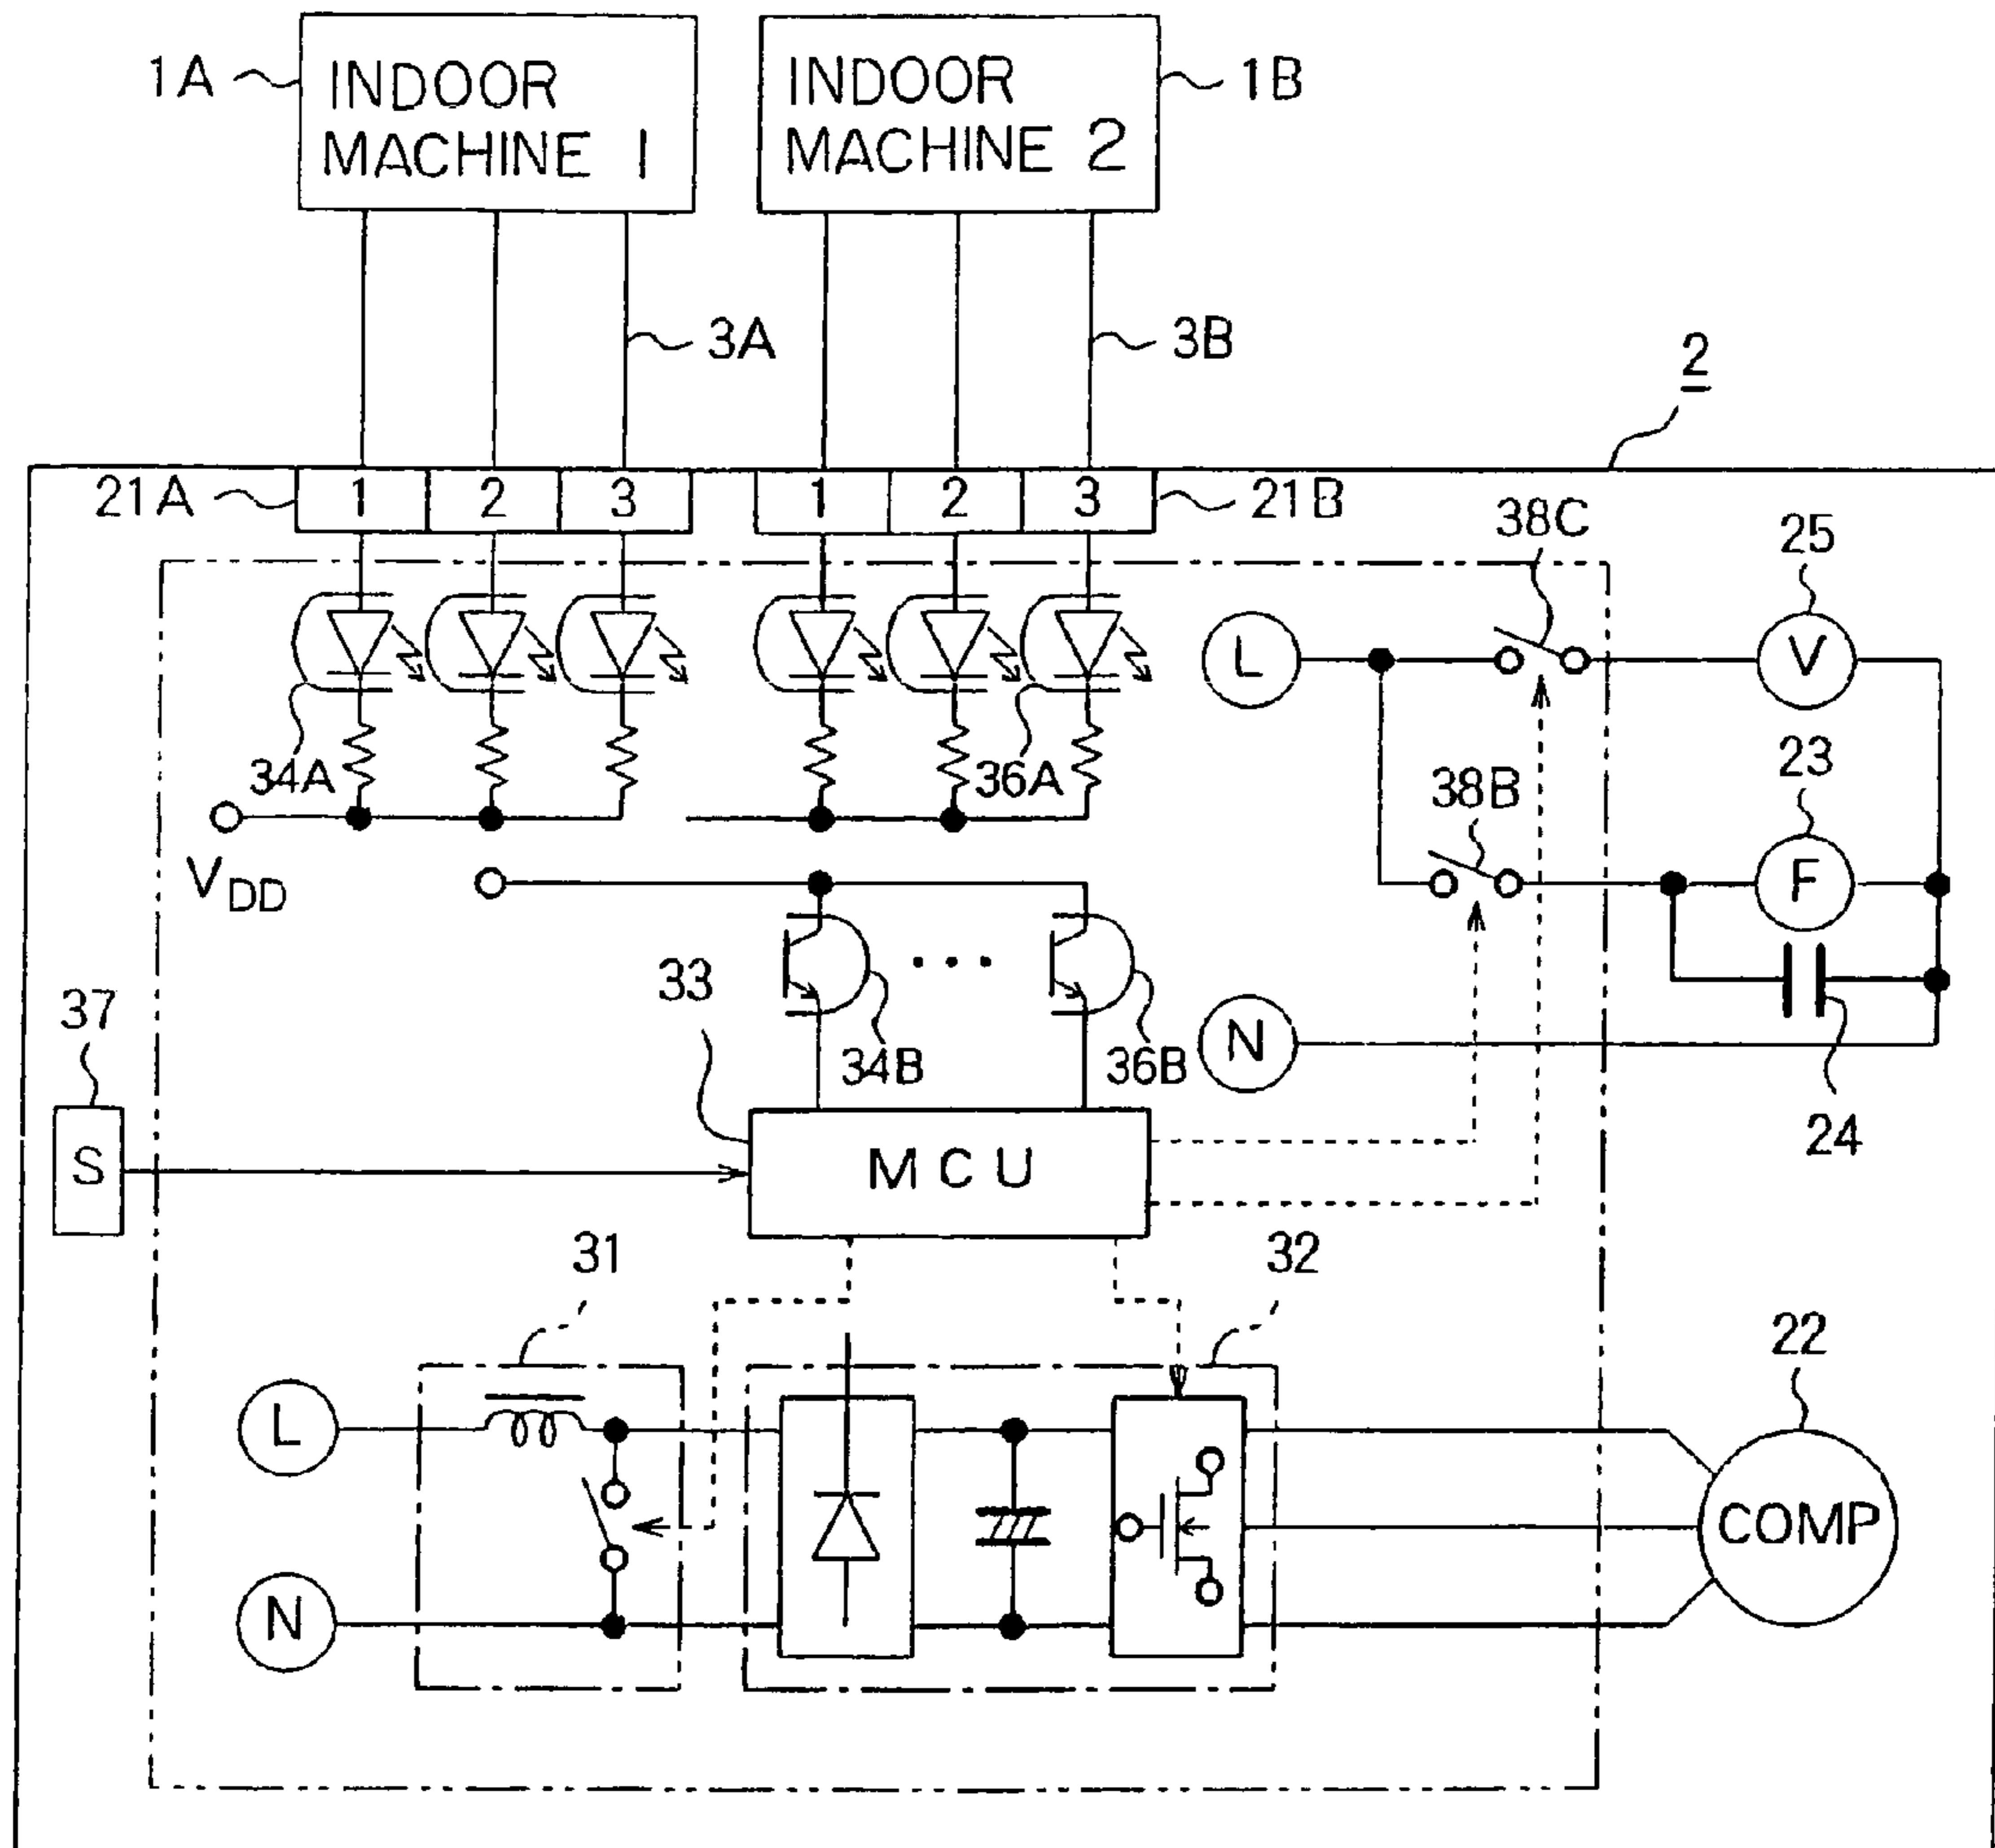 1A
INDOOR
MACHINE 1
INDOOR
MACHINE 2
1B
3A
3B
2
21A
1
2
3
1
2
3
21B
38C
25
L
V
34A
36A
23
38B
VDD
F
33
37
34B
36B
N
24
S
MCU
31
32
22
L
COMP
N